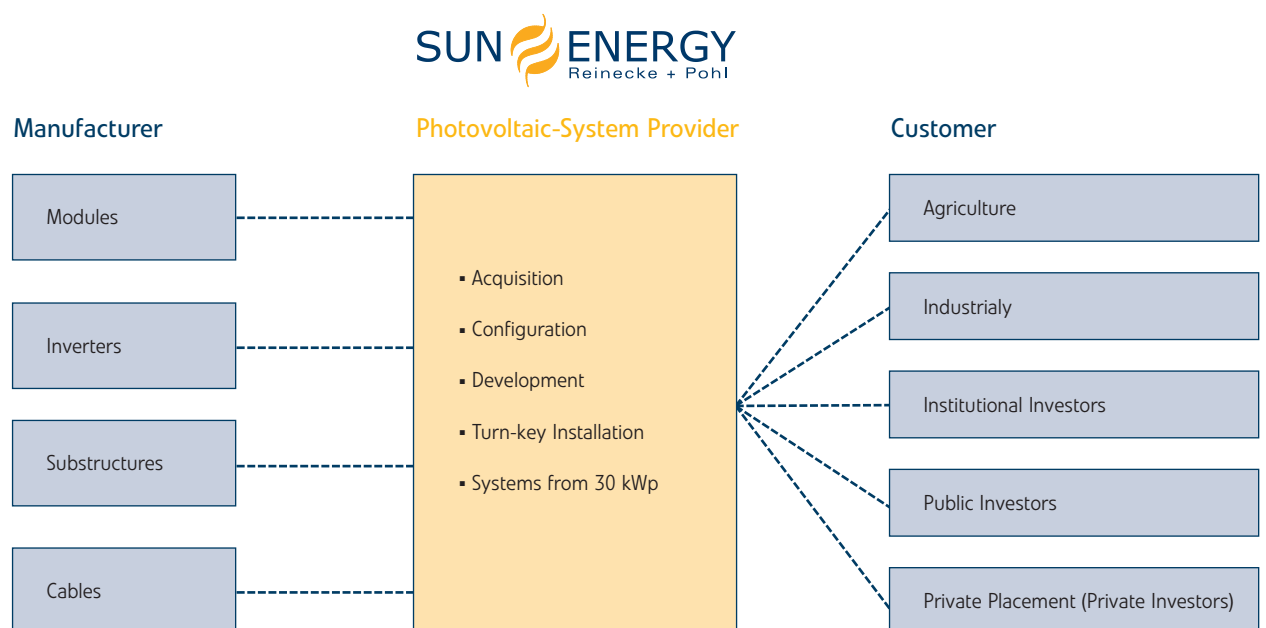 SUN ENERGY
Reinecke + Pohl
Manufacturer
Photovoltaic-System Provider
Customer
Modules
Inverters
Substructures
Cables
▪ Acquisition
▪ Configuration
▪ Development
▪ Turn-key Installation
▪ Systems from 30 kWp
Agriculture
Industrialy
Institutional Investors
Public Investors
Private Placement (Private Investors)